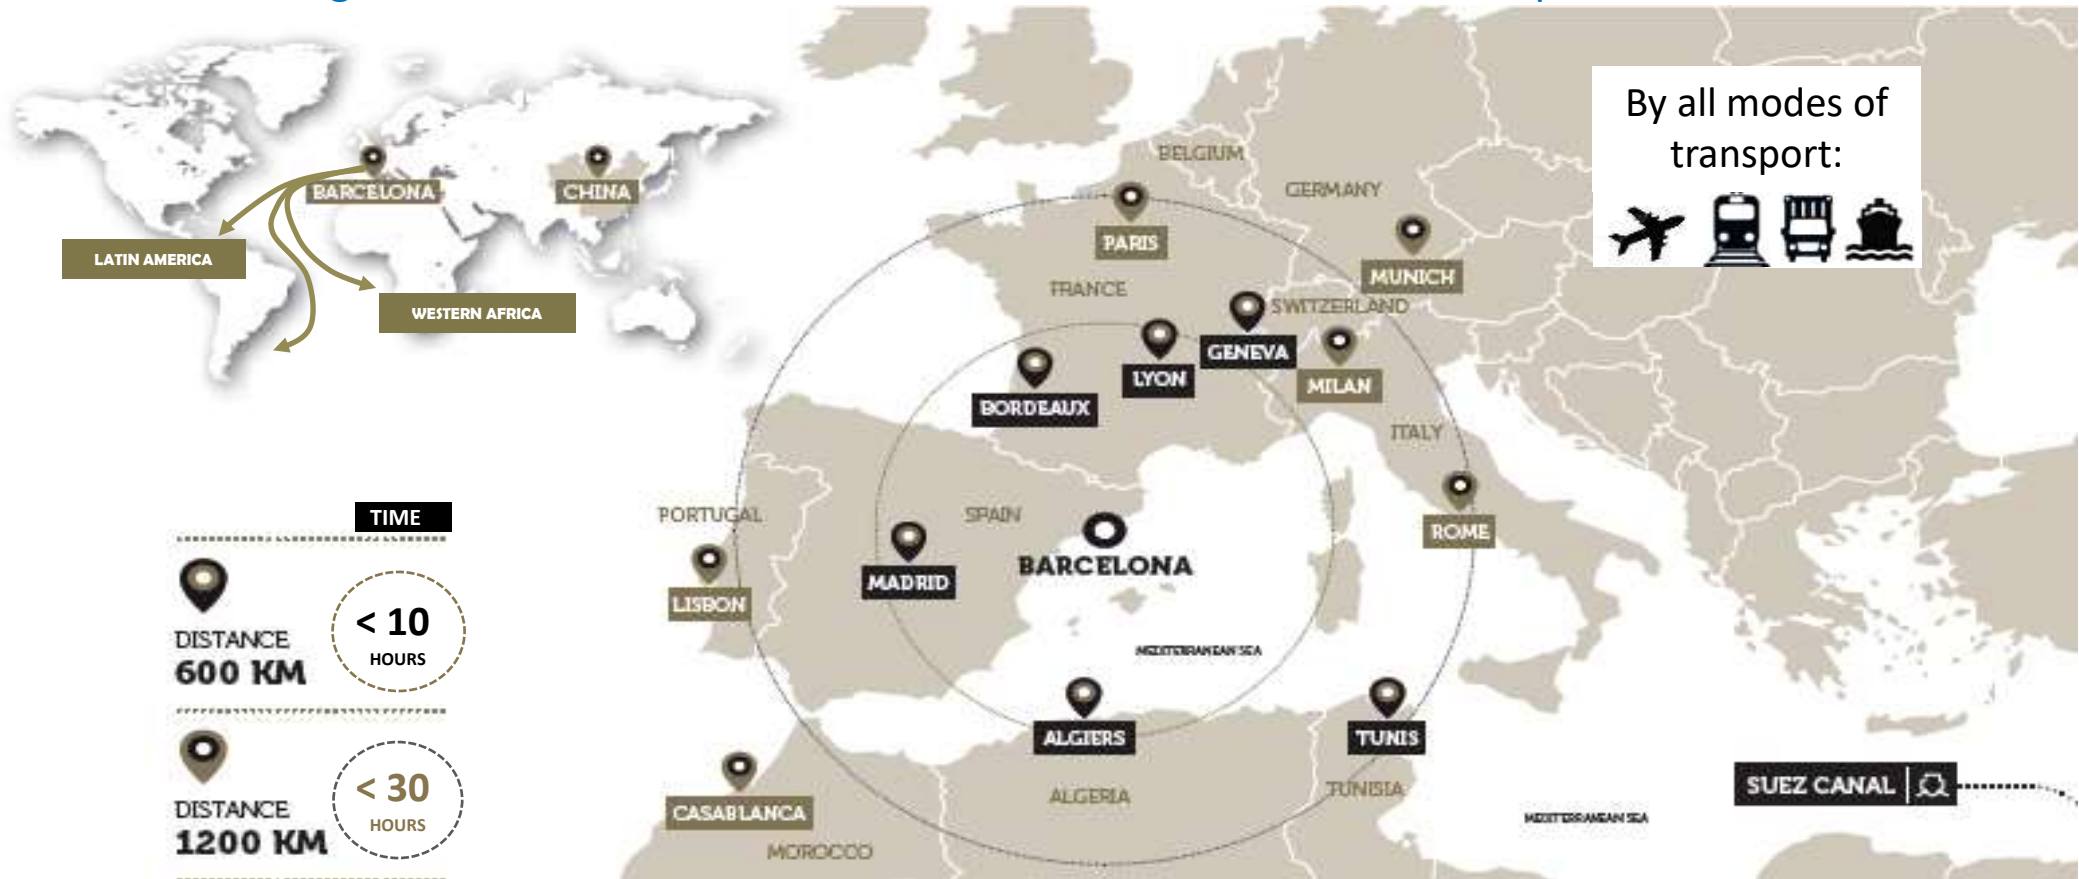 BARCELONA
CHINA
LATIN AMERICA
WESTERN AFRICA
TIME
DISTANCE
600 KM
< 10
HOURS
DISTANCE
1200 KM
< 30
HOURS
By all modes of
transport:
BELGIUM
GERMANY
PARIS
MUNICH
FRANCE
SWITZERLAND
GENEVA
LYON
MILAN
BORDEAUX
ITALY
PORTUGAL
SPAIN
ROME
BARCELONA
MADRID
LISBON
MEDITERRANEAN SEA
ALGIERS
TUNIS
CASABLANCA
ALGERIA
TUNISIA
MOROCCO
SUEZ CANAL
MEDITERRANEAN SEA